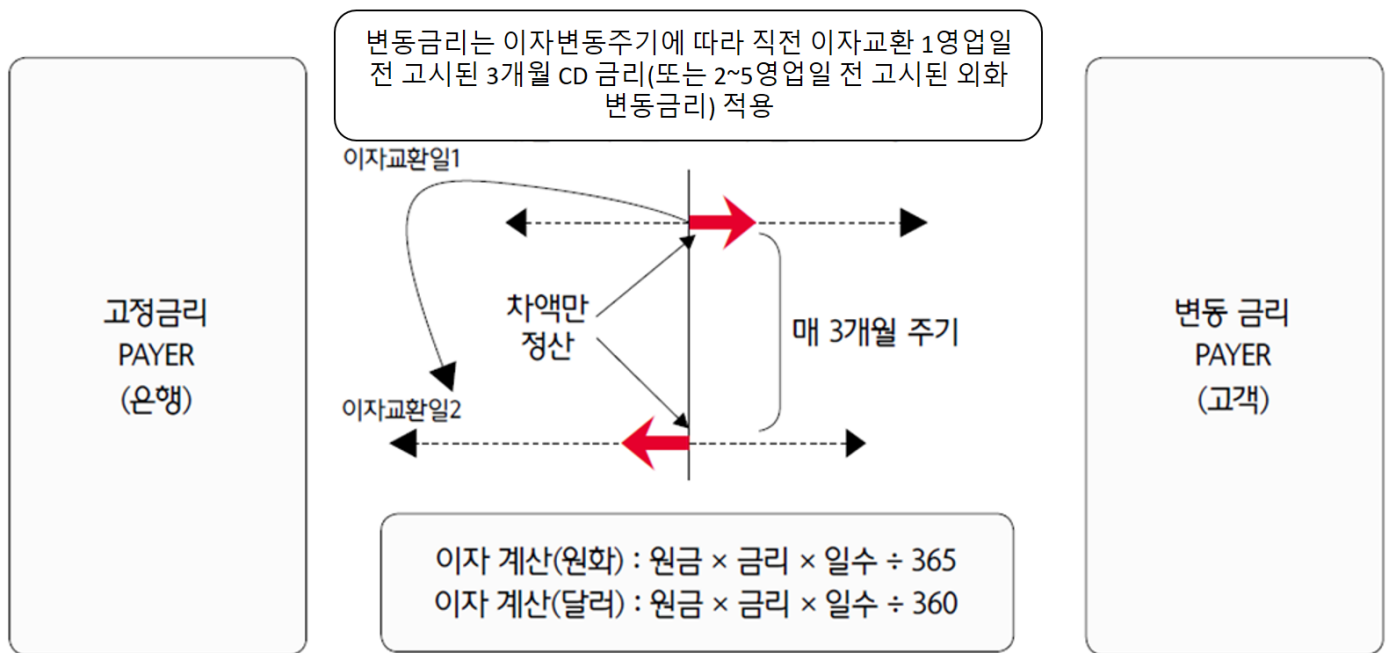 변동금리는 이자변동주기에 따라 직전 이자교환 1영업일
전 고시된 3개월 CD 금리(또는 2~5영업일 전 고시된 외화
변동금리) 적용
이자교환일1
고정금리
PAYER
(은행)
차액만
정산
매 3개월 주기
변동 금리
PAYER
(고객)
이자교환일2
이자 계산(원화) : 원금 × 금리 × 일수 ÷ 365
이자 계산(달러) : 원금 × 금리 × 일수 ÷ 360